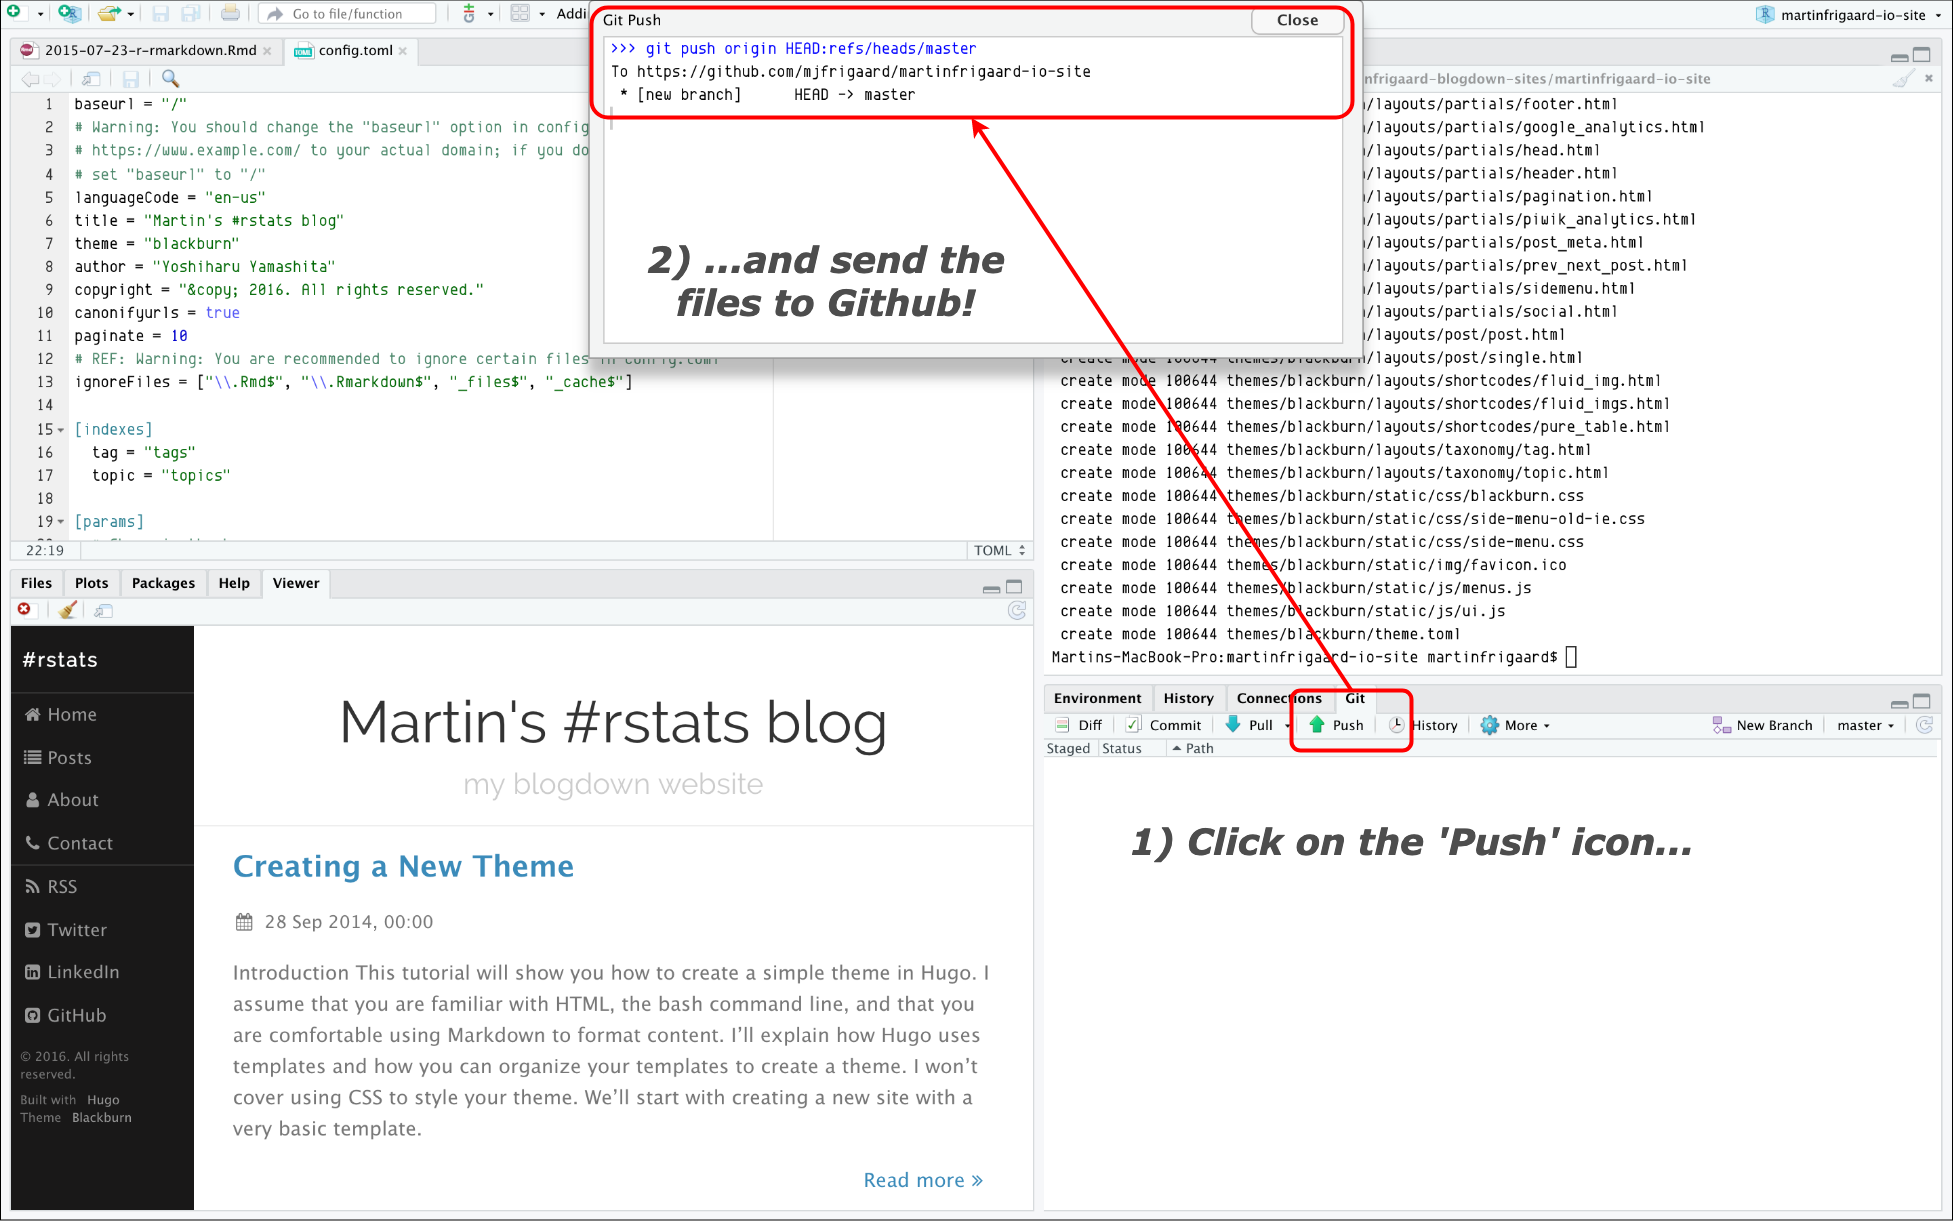 Go to file/function
Addi
martinfrigaard-io-site
2015-07-23-r-rmarkdown.Rmd
config.toml
1 baseurl = "/"
2 # Warning: You should change the "baseurl" option in config
3 # https://www.example.com/ to your actual domain; if you do
4 # set "baseurl" to "/"
5 languageCode = "en-us"
6 title = "Martin's #rstats blog"
7 theme = "blackburn"
8 author = "Yoshiharu Yamashita"
9 copyright = "&copy; 2016. All rights reserved."
10 canonifyurls = true
11 paginate = 10
12 # REF: Warning: You are recommended to ignore certain files in config.toml
13 ignoreFiles = ["\\.Rmd$", "\\.Rmarkdown$", "_files$", "_cache$"]
14
15 [indexes]
16 tag = "tags"
17 topic = "topics"
18
19 [params]
22:19
TOML
Git Push
Close
>>> git push origin HEAD:refs/heads/master
To https://github.com/mjfrigaard/martinfrigaard-io-site
* [new branch] HEAD -> master
2) ...and send the
files to Github!
frigaard-blogdown-sites/martinfrigaard-io-site
/layouts/partials/footer.html
/layouts/partials/google_analytics.html
/layouts/partials/head.html
/layouts/partials/header.html
/layouts/partials/pagination.html
/layouts/partials/piwik_analytics.html
/layouts/partials/post_meta.html
/layouts/partials/prev_next_post.html
/layouts/partials/sidemenu.html
/layouts/partials/social.html
/layouts/post/post.html
create mode 100644 themes/blackburn/layouts/post/single.html
create mode 100644 themes/blackburn/layouts/shortcodes/fluid_img.html
create mode 100644 themes/blackburn/layouts/shortcodes/fluid_imgs.html
create mode 100644 themes/blackburn/layouts/shortcodes/pure_table.html
create mode 100644 themes/blackburn/layouts/taxonomy/tag.html
create mode 100644 themes/blackburn/layouts/taxonomy/topic.html
create mode 100644 themes/blackburn/static/css/blackburn.css
create mode 100644 themes/blackburn/static/css/side-menu-old-ie.css
create mode 100644 themes/blackburn/static/css/side-menu.css
create mode 100644 themes/blackburn/static/img/favicon.ico
create mode 100644 themes/blackburn/static/js/menus.js
create mode 100644 themes/blackburn/static/js/ui.js
create mode 100644 themes/blackburn/theme.toml
Martins-MacBook-Pro:martinfrigaard-io-site martinfrigaard$
Files Plots Packages Help Viewer
#rstats
Home
Posts
About
Contact
RSS
Twitter
LinkedIn
GitHub
© 2016. All rights
reserved.
Built with Hugo
Theme Blackburn
Martin's #rstats blog
my blogdown website
Creating a New Theme
28 Sep 2014, 00:00
Introduction This tutorial will show you how to create a simple theme in Hugo. I
assume that you are familiar with HTML, the bash command line, and that you
are comfortable using Markdown to format content. I’ll explain how Hugo uses
templates and how you can organize your templates to create a theme. I won’t
cover using CSS to style your theme. We’ll start with creating a new site with a
very basic template.
Read more »
Environment History Connections Git
Diff Commit Pull Push History More New Branch master
Staged Status Path
1) Click on the 'Push' icon...